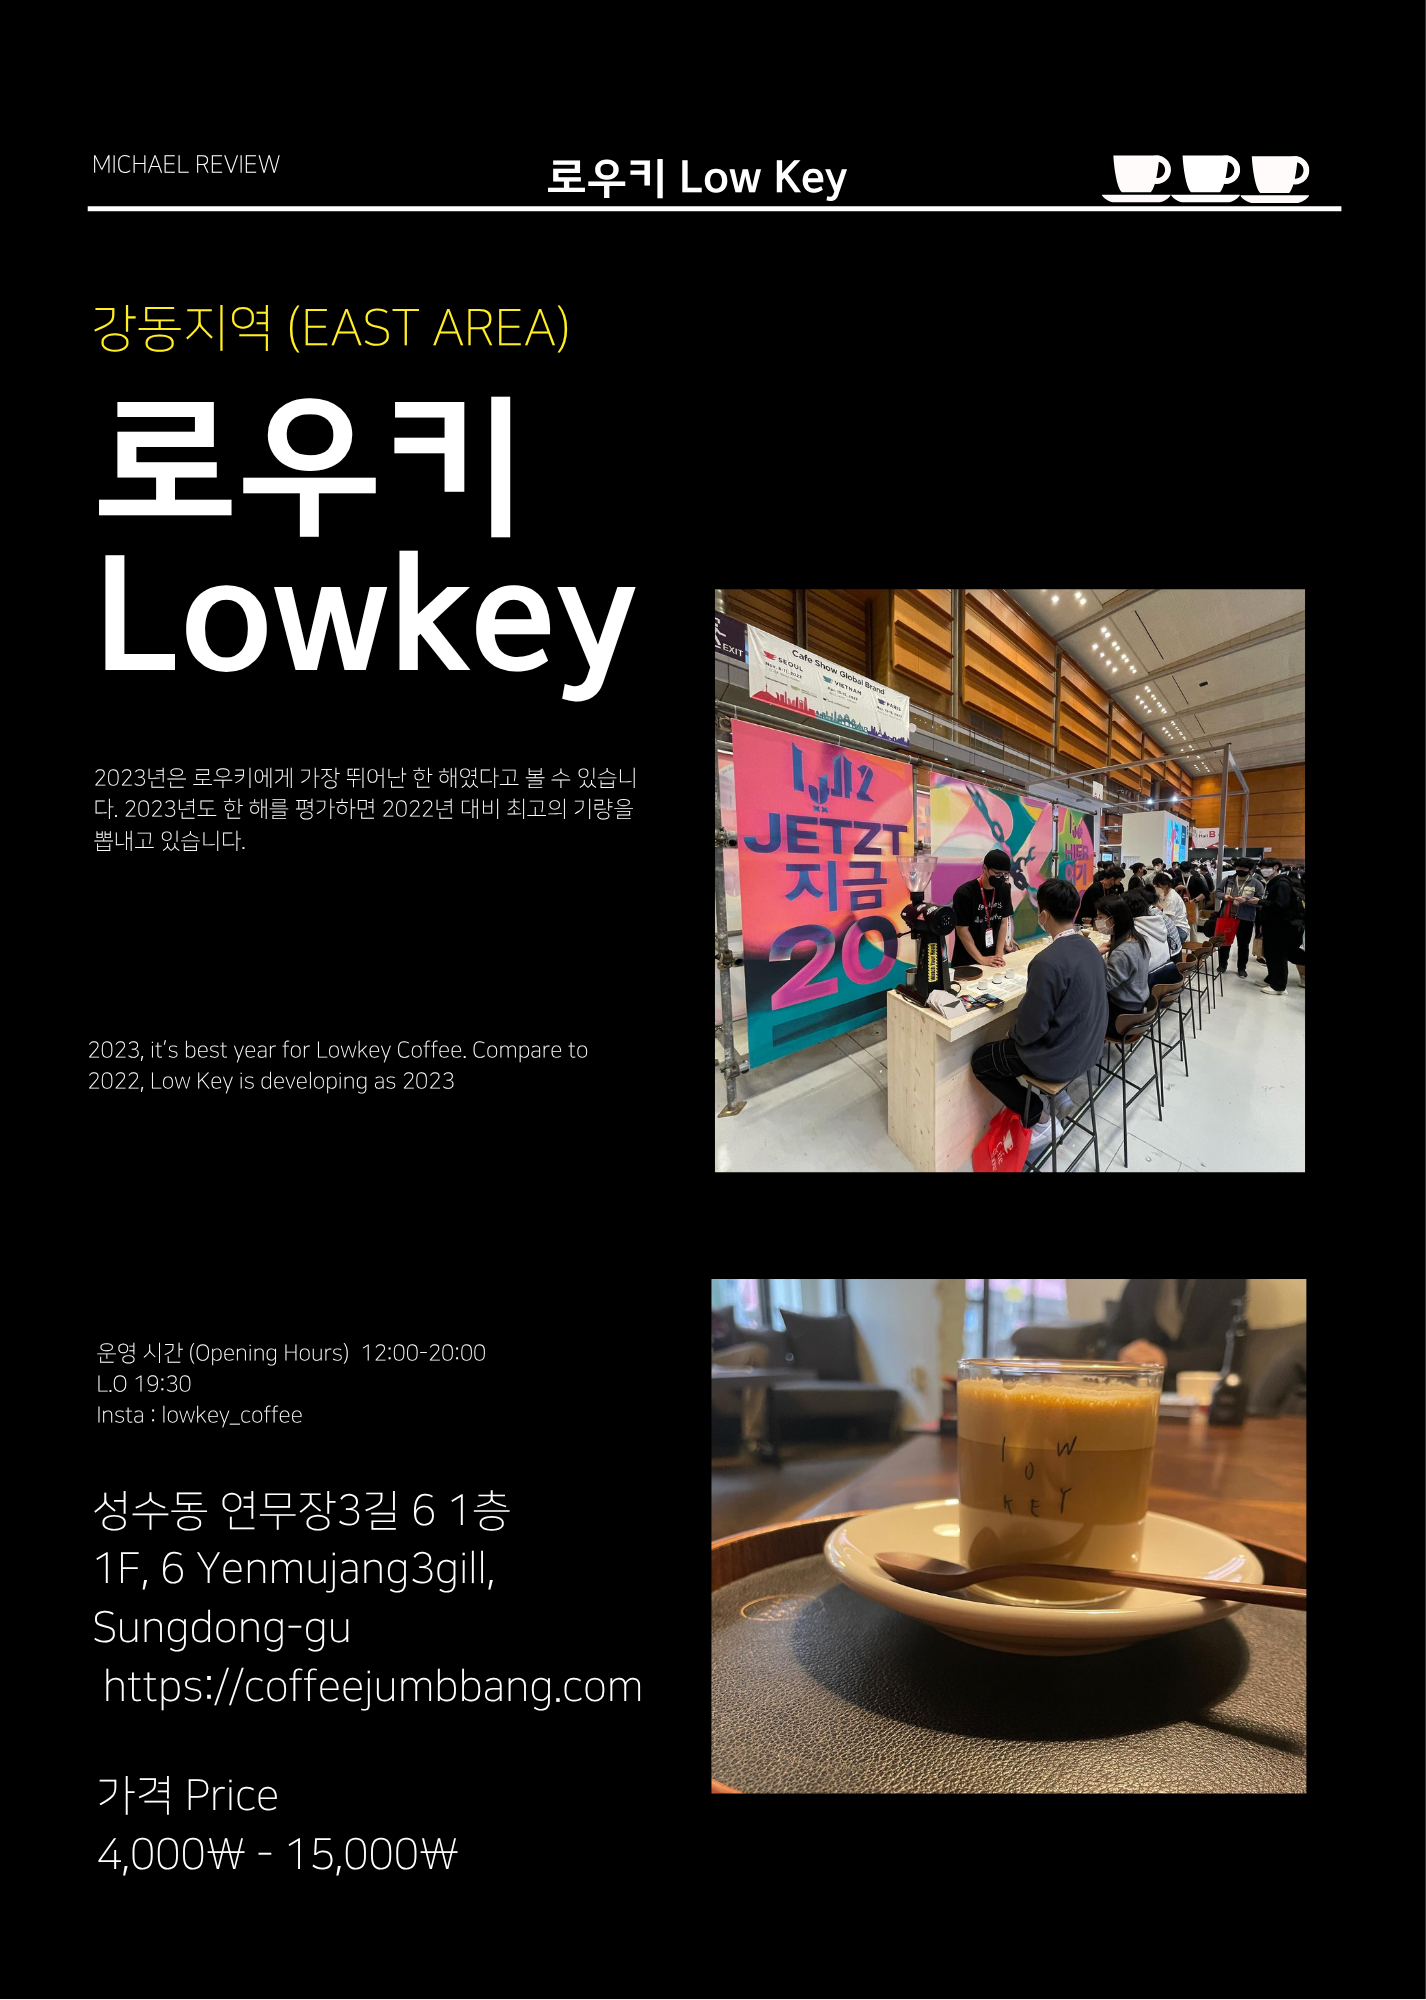 MICHAEL REVIEW
로우키 Low Key
강동지역 (EAST AREA)
로우키
Lowkey
2023년은 로우키에게 가장 뛰어난 한 해였다고 볼 수 있습니
다. 2023년도 한 해를 평가하면 2022년 대비 최고의 기량을
뽑내고 있습니다.
2023, it's best year for Lowkey Coffee. Compare to
2022, Low Key is developing as 2023
EXIT
Cafe Show Global Brand
SEOUL
VIETNAM
PARIS
JETZT
지금
20
HIER
여기
Hall B
운영 시간 (Opening Hours)  12:00-20:00
L.O 19:30
Insta : lowkey_coffee
성수동 연무장3길 6 1층
1F, 6 Yenmujang3gill,
Sungdong-gu
https://coffeejumbbang.com
가격 Price
4,000₩ - 15,000₩
LOW
KEY